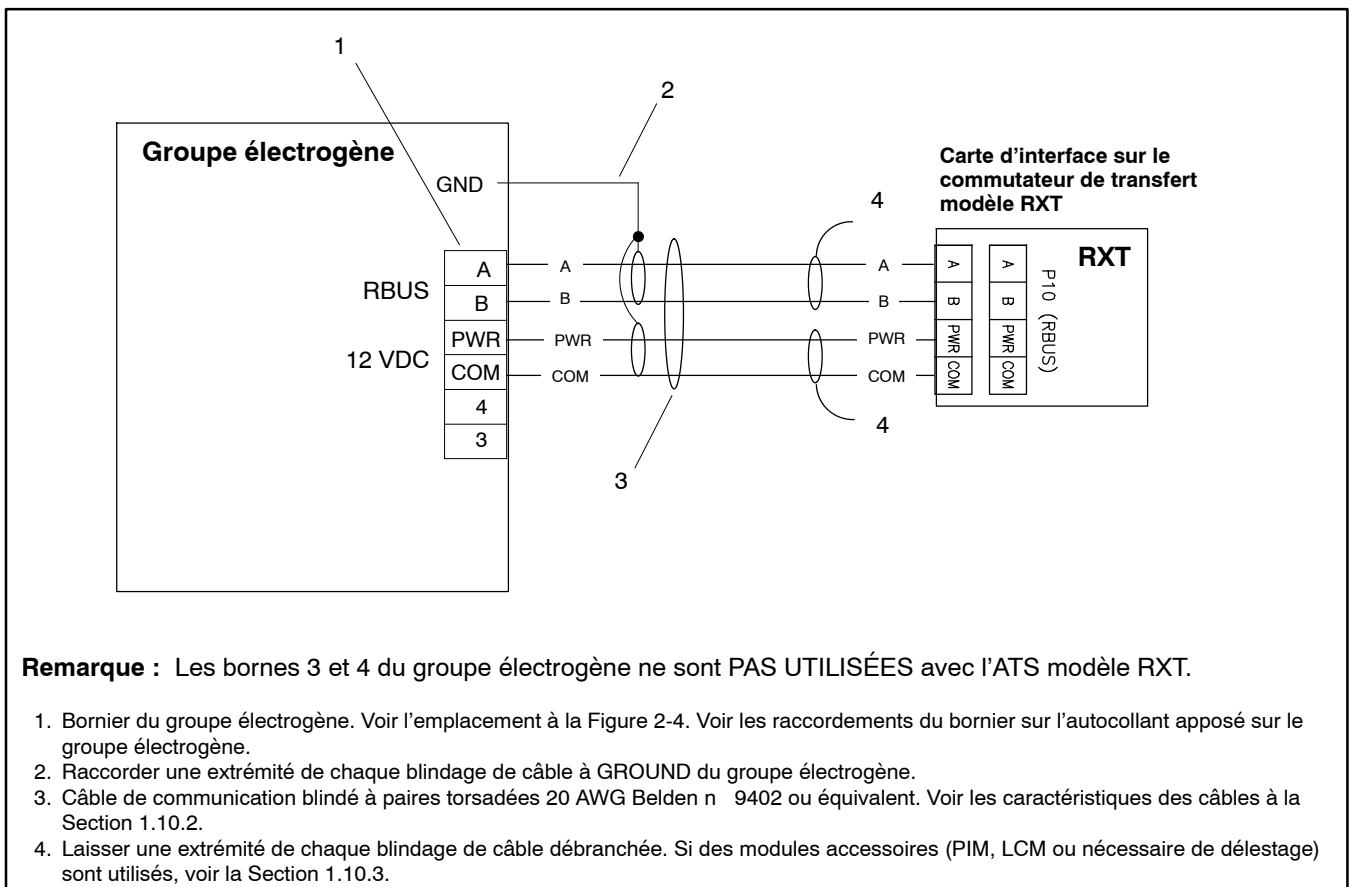 1
2
Groupe électrogène
GND
Carte d'interface sur le
commutateur de transfert
modèle RXT
4
RXT
RBUS
12 VDC
A
B
PWR
COM
4
3
A
B
PWR
COM
A
B
PWR
COM
A
B
PWR
COM
A
B
PWR
COM
P10 (RBUS)
4
3
Remarque : Les bornes 3 et 4 du groupe électrogène ne sont PAS UTILISÉES avec l'ATS modèle RXT.
1. Bornier du groupe électrogène. Voir l'emplacement à la Figure 2-4. Voir les raccordements du bornier sur l'autocollant apposé sur le
groupe électrogène.
2. Raccorder une extrémité de chaque blindage de câble à GROUND du groupe électrogène.
3. Câble de communication blindé à paires torsadées 20 AWG Belden n 9402 ou équivalent. Voir les caractéristiques des câbles à la
Section 1.10.2.
4. Laisser une extrémité de chaque blindage de câble débranchée. Si des modules accessoires (PIM, LCM ou nécessaire de délestage)
sont utilisés, voir la Section 1.10.3.